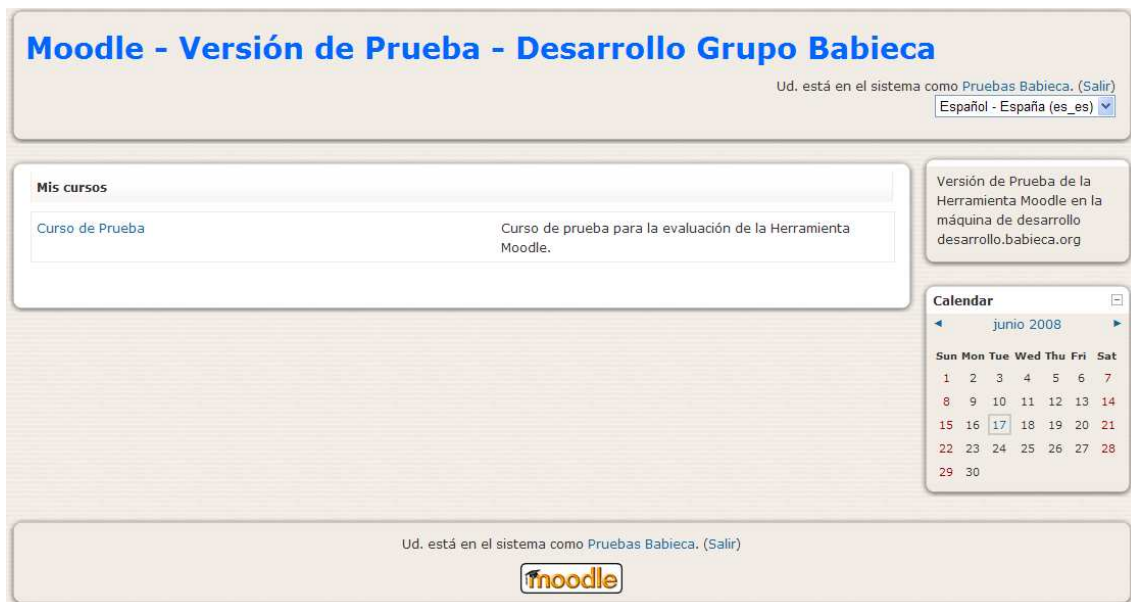 Moodle - Versión de Prueba - Desarrollo Grupo Babieca
Ud. está en el sistema como Pruebas Babieca. (Salir)
Español - España (es_es)
Mis cursos
Curso de Prueba
Curso de prueba para la evaluación de la Herramienta
Moodle.
Versión de Prueba de la
Herramienta Moodle en la
máquina de desarrollo
desarrollo.babieca.org
Calendar
junio 2008
Sun Mon Tue Wed Thu Fri Sat
1 2 3 4 5 6 7
8 9 10 11 12 13 14
15 16 17 18 19 20 21
22 23 24 25 26 27 28
29 30
Ud. está en el sistema como Pruebas Babieca. (Salir)
moodle